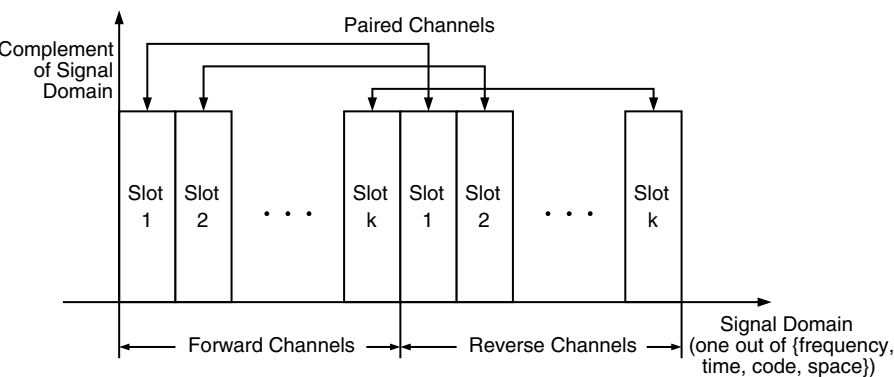 Paired Channels
Complement
of Signal
Domain
Slot
1
Slot
2
. . .
Slot
k
Slot
1
Slot
2
. . .
Slot
k
Forward Channels
Reverse Channels
Signal Domain
(one out of {frequency,
time, code, space})